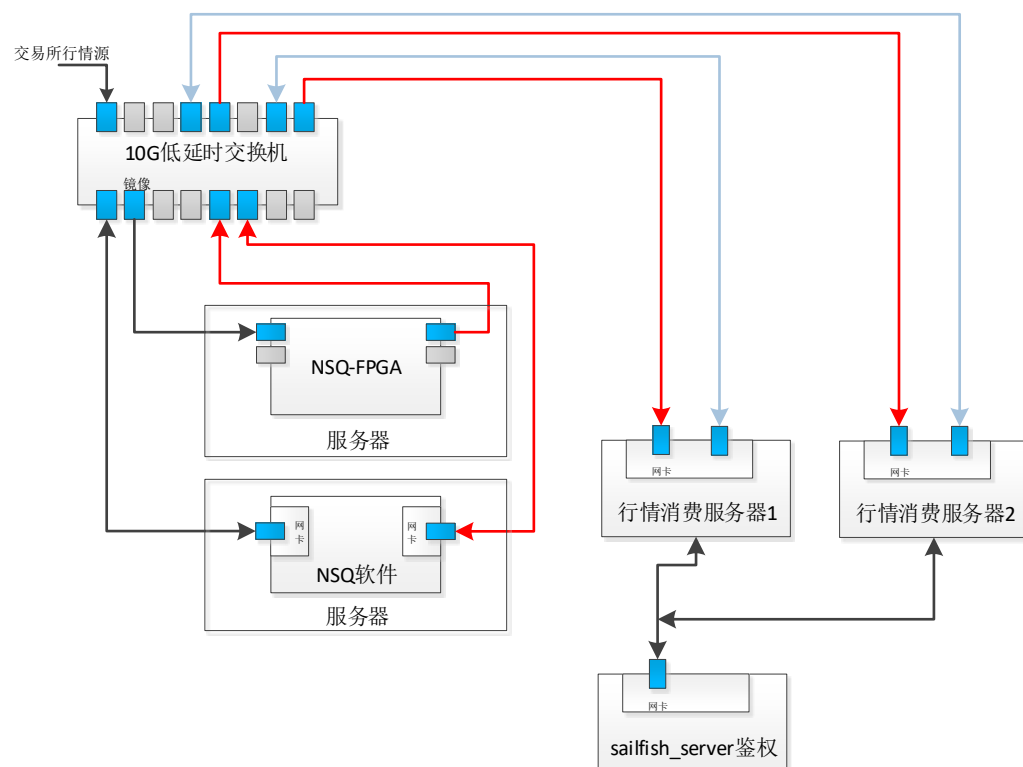 交易所行情源
10G低延时交换机
镜像
NSQ-FPGA
服务器
网卡
网卡
NSQ软件
服务器
网卡
行情消费服务器1
网卡
行情消费服务器2
网卡
sailfish_server鉴权